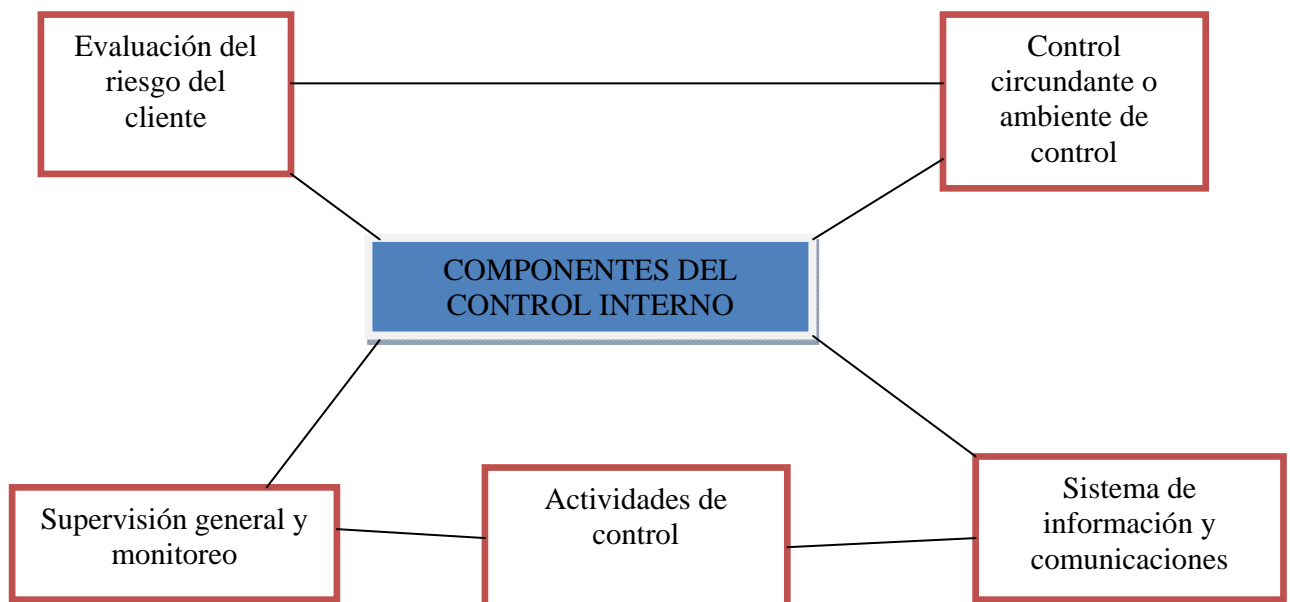 Evaluación del
riesgo del
cliente
Control
circundante o
ambiente de
control
COMPONENTES DEL
CONTROL INTERNO
Supervisión general y
monitoreo
Actividades de
control
Sistema de
información y
comunicaciones